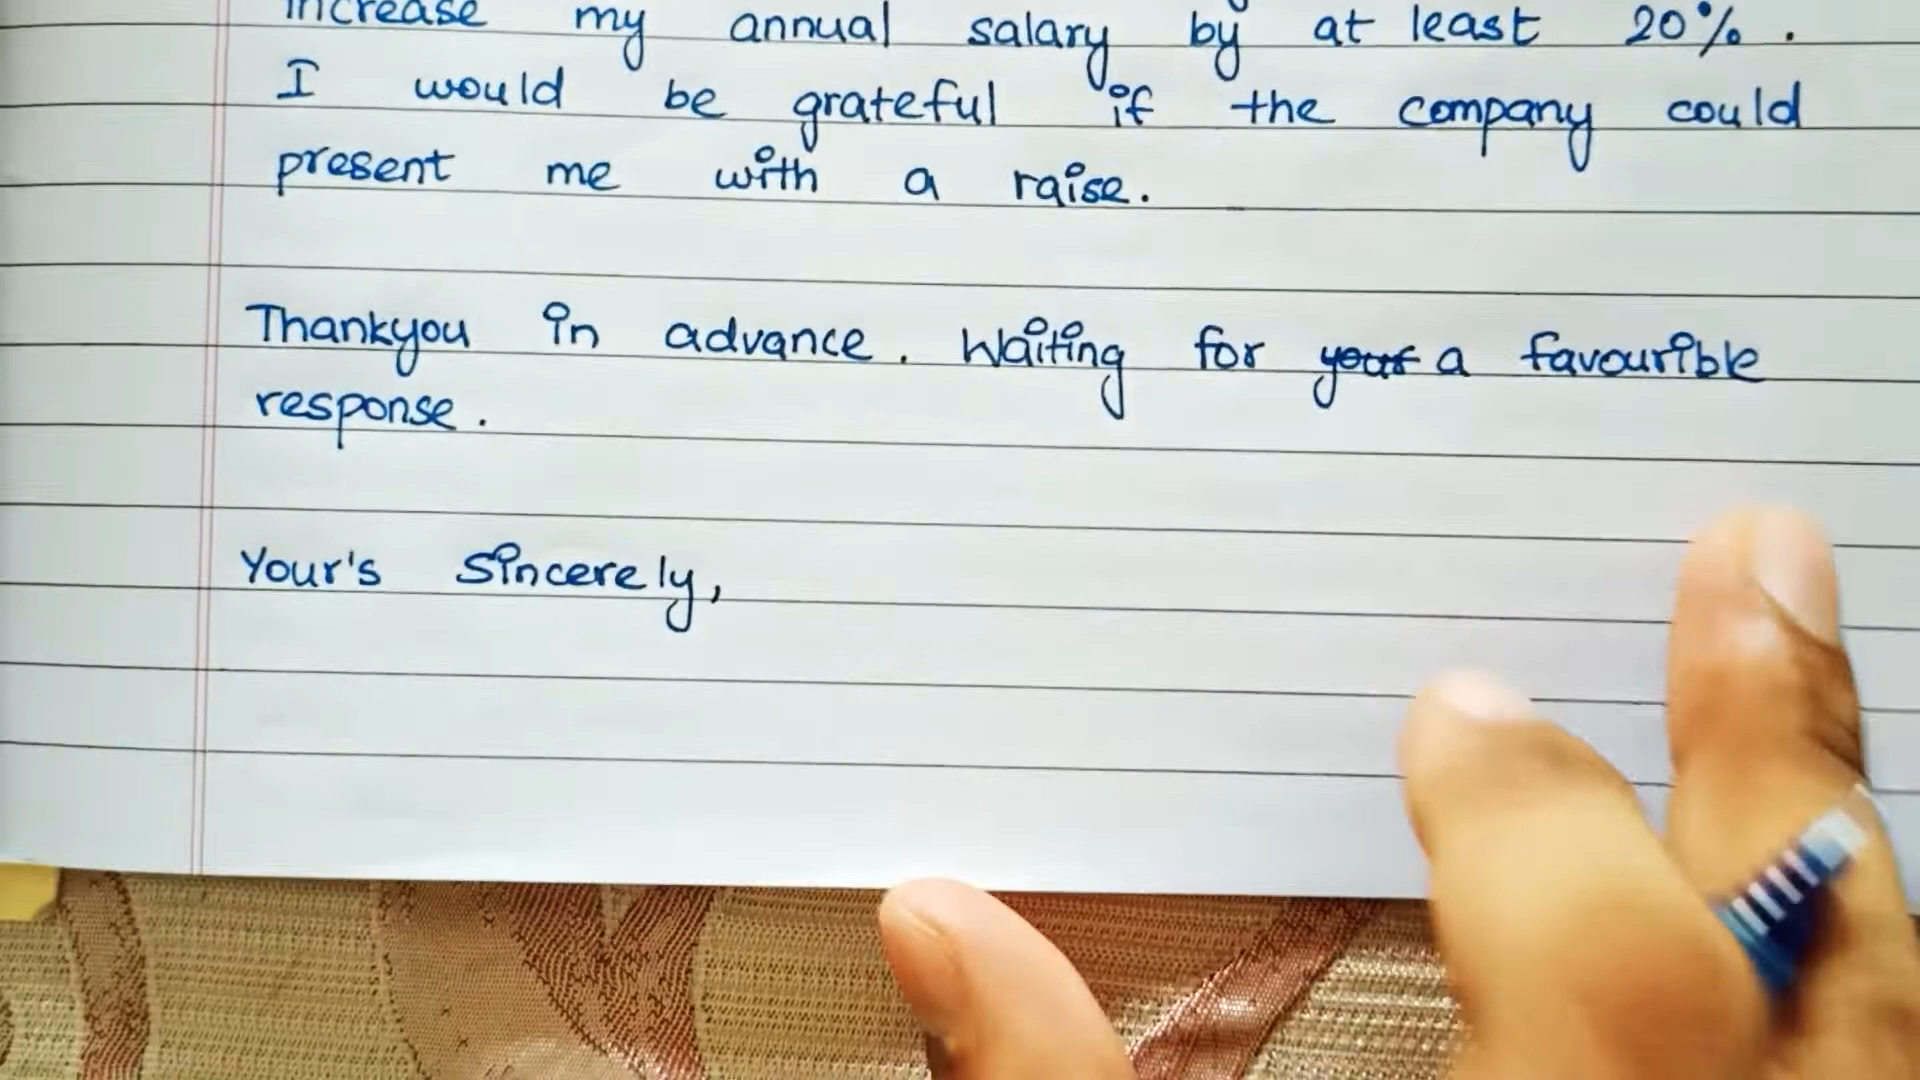 increase my annual salary by at least 20% .
I would be grateful if the company could
present me with a raise.
Thankyou in advance. Waiting for your a favourible
response.
Your's Sincerely,